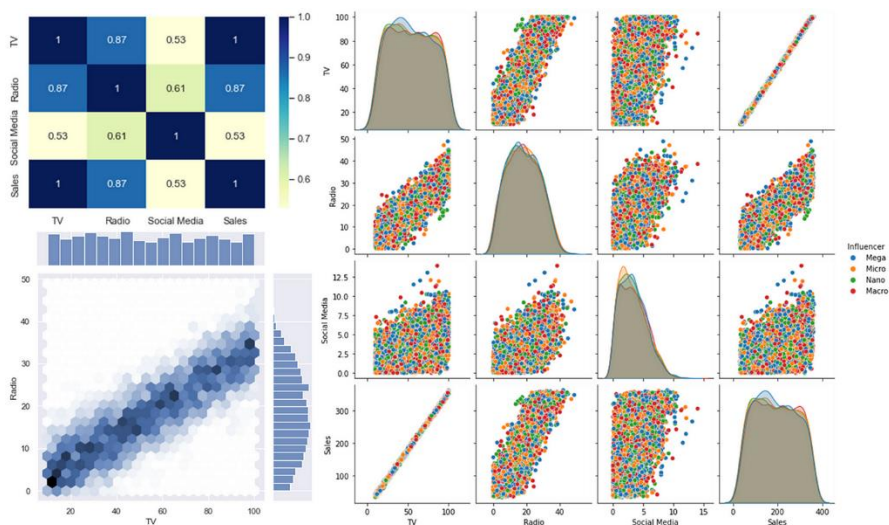 TV
1
0.87
0.53
1
Radio
0.87
1
0.61
0.87
Social Media
0.53
0.61
1
0.53
Sales
1
0.87
0.53
1
TV
Radio
Social Media
Sales
1.0
0.9
0.8
0.7
0.6
50
40
30
20
10
0
Radio
20
40
60
80
100
TV
100
80
60
40
20
TV
50
40
30
20
10
0
Radio
12.5
10.0
7.5
5.0
2.5
0.0
Social Media
300
200
100
Sales
0
50
100
TV
0
20
40
Radio
0
5
10
15
Social Media
0
200
400
Sales
Influencer
Mega
Micro
Nano
Macro